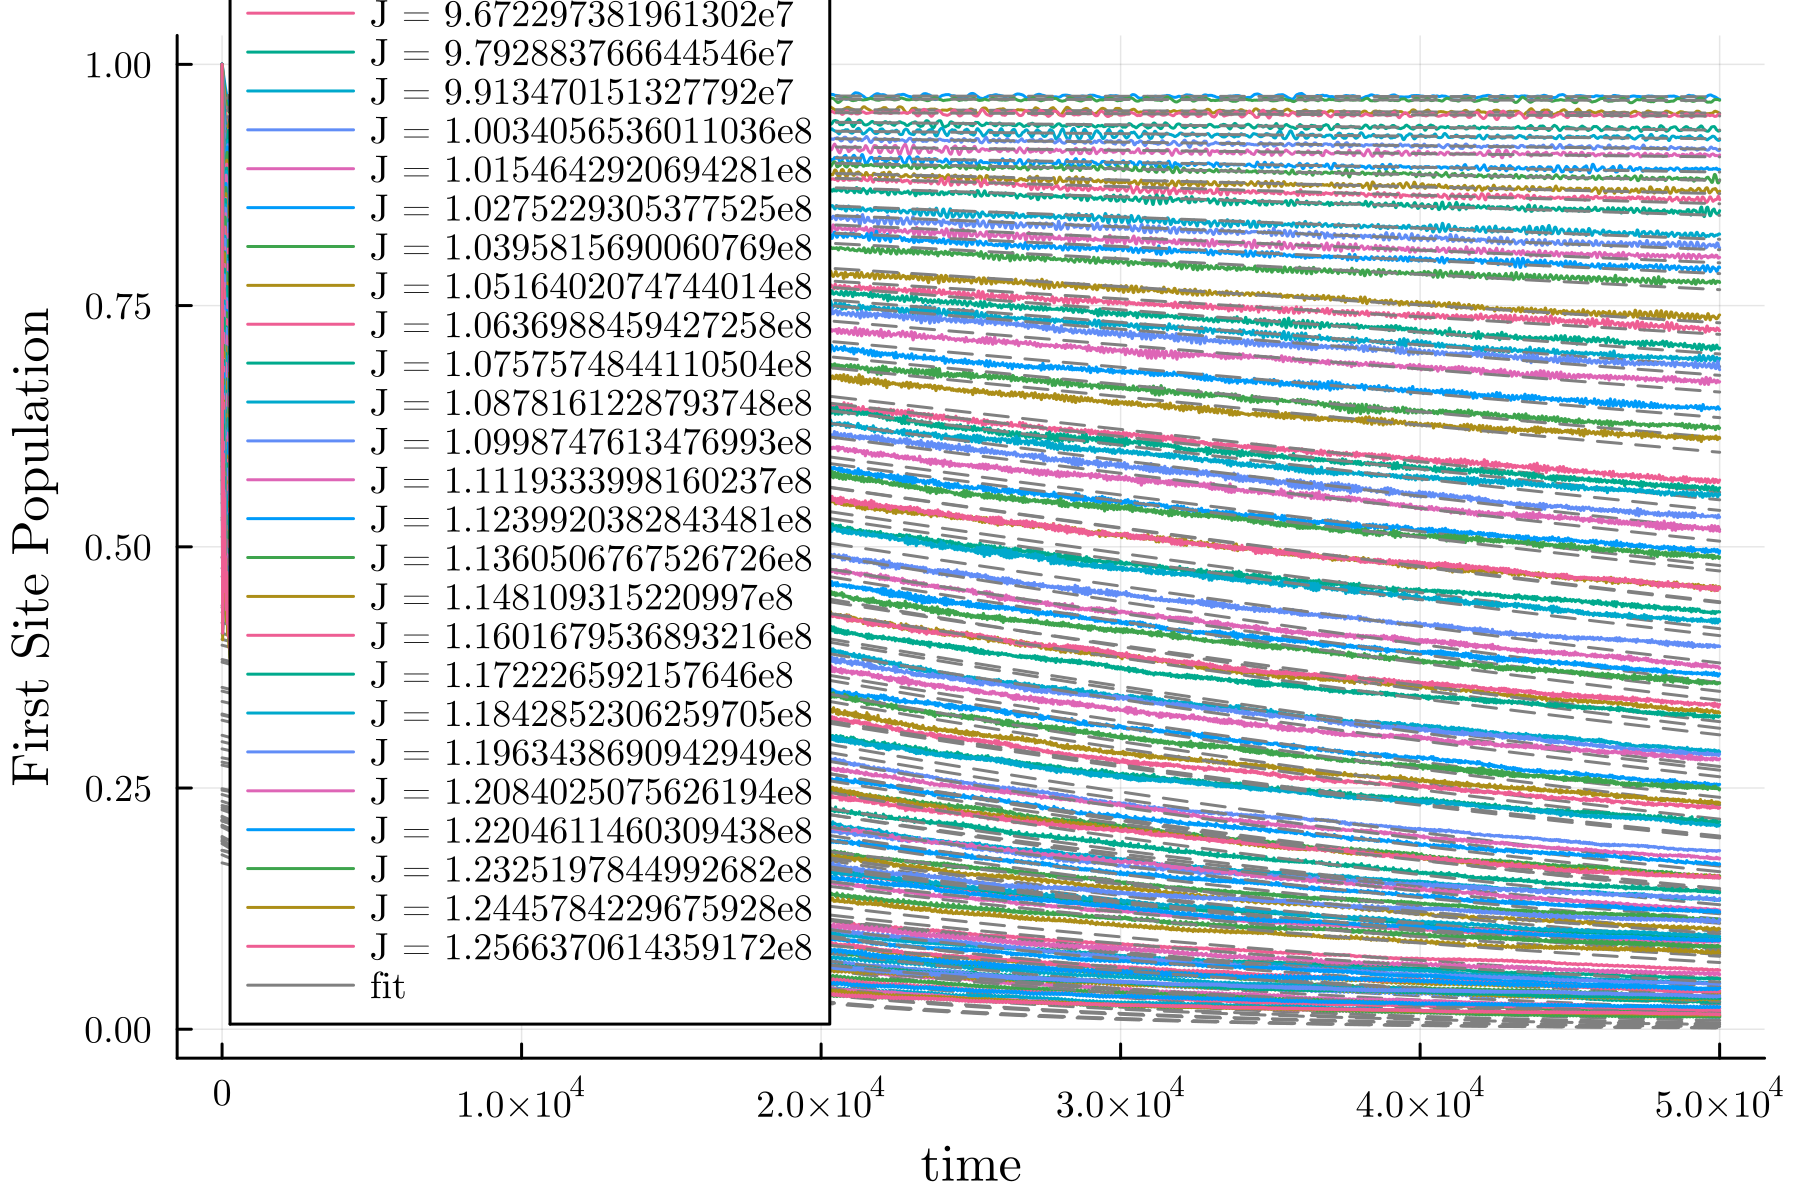 First Site Population
1.00
0.75
0.50
0.25
0.00
J = 9.672297381961302e7
J = 9.792883766644546e7
J = 9.913470151327792e7
J = 1.0034056536011036e8
J = 1.0154642920694281e8
J = 1.0275229305377525e8
J = 1.0395815690060769e8
J = 1.0516402074744014e8
J = 1.0636988459427258e8
J = 1.0757574844110504e8
J = 1.0878161228793748e8
J = 1.0998747613476993e8
J = 1.1119333998160237e8
J = 1.1239920382843481e8
J = 1.1360506767526726e8
J = 1.148109315220997e8
J = 1.1601679536893216e8
J = 1.172226592157646e8
J = 1.1842852306259705e8
J = 1.1963438690942949e8
J = 1.2084025075626194e8
J = 1.2204611460309438e8
J = 1.2325197844992682e8
J = 1.2445784229675928e8
J = 1.2566370614359172e8
fit
0 1.0×10⁴ 2.0×10⁴ 3.0×10⁴ 4.0×10⁴ 5.0×10⁴
time